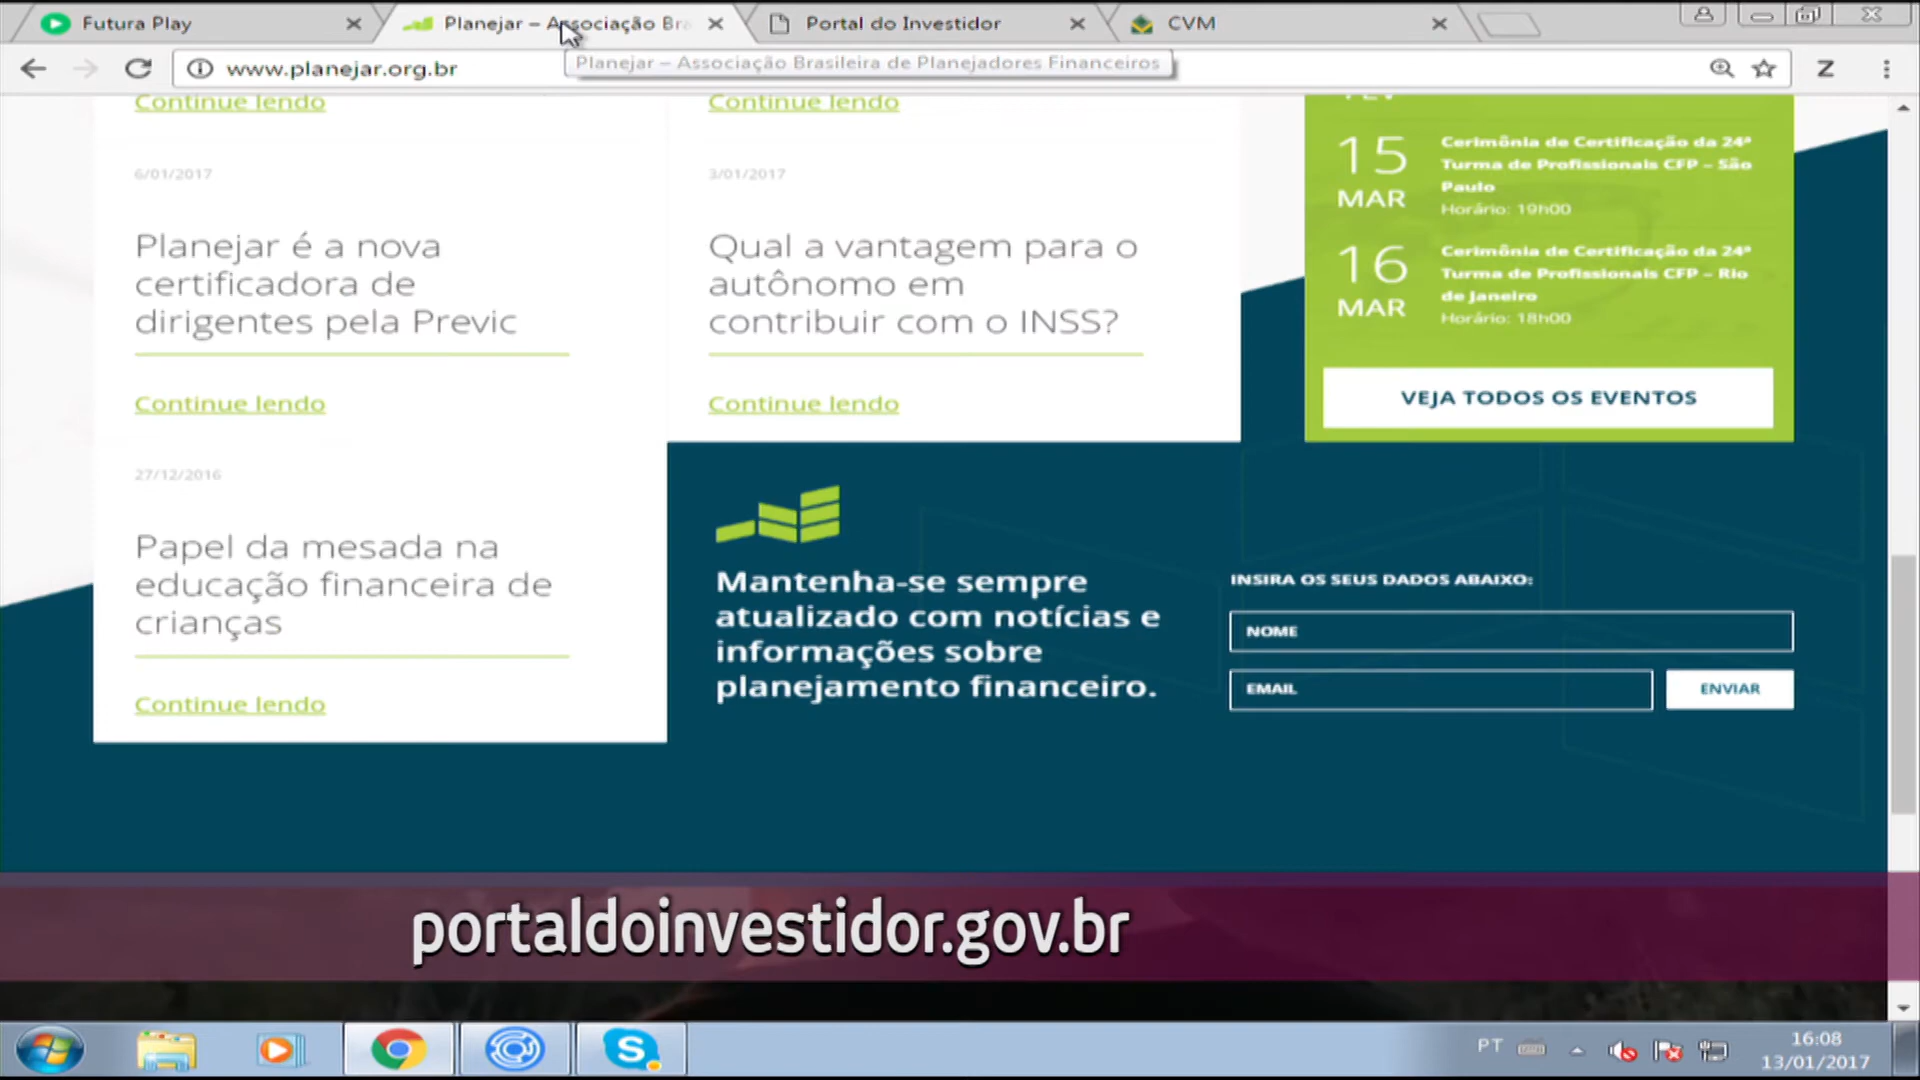 Futura Play
Planejar – Associação Bra
Portal do Investidor
CVM
www.planejar.org.br
Planejar – Associação Brasileira de Planejadores Financeiros
Continue lendo
Continue lendo
6/01/2017
Planejar é a nova
certificadora de
dirigentes pela Previc
Continue lendo
3/01/2017
Qual a vantagem para o
autônomo em
contribuir com o INSS?
Continue lendo
27/12/2016
Papel da mesada na
educação financeira de
crianças
Continue lendo
15
MAR
Cerimônia de Certificação da 24ª
Turma de Profissionais CFP – São
Paulo
Horário: 19h00
16
MAR
Cerimônia de Certificação da 24ª
Turma de Profissionais CFP – Rio
de Janeiro
Horário: 18h00
VEJA TODOS OS EVENTOS
Mantenha-se sempre
atualizado com notícias e
informações sobre
planejamento financeiro.
INSIRA OS SEUS DADOS ABAIXO:
NOME
EMAIL
ENVIAR
portaldoinvestidor.gov.br
PT
16:08
13/01/2017